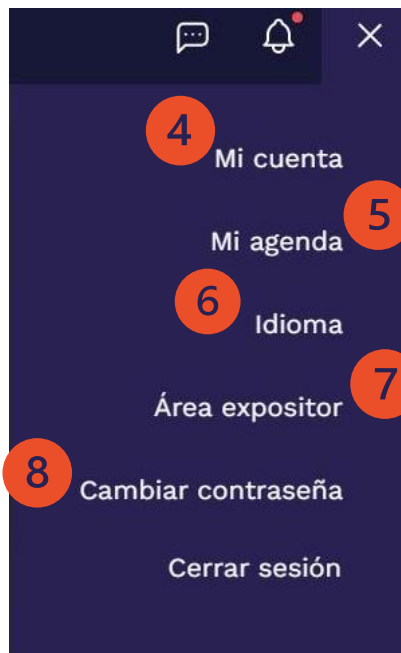 4
Mi cuenta
5
Mi agenda
6
Idioma
7
Área expositor
8
Cambiar contraseña
Cerrar sesión